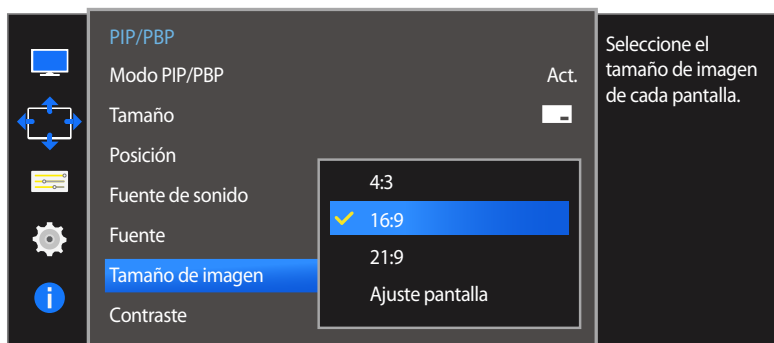 PIP/PBP
Modo PIP/PBP Act.
Tamaño
Posición
Fuente de sonido
Fuente
Tamaño de imagen
Contraste
4:3
16:9
21:9
Ajuste pantalla
Seleccione el
tamaño de imagen
de cada pantalla.